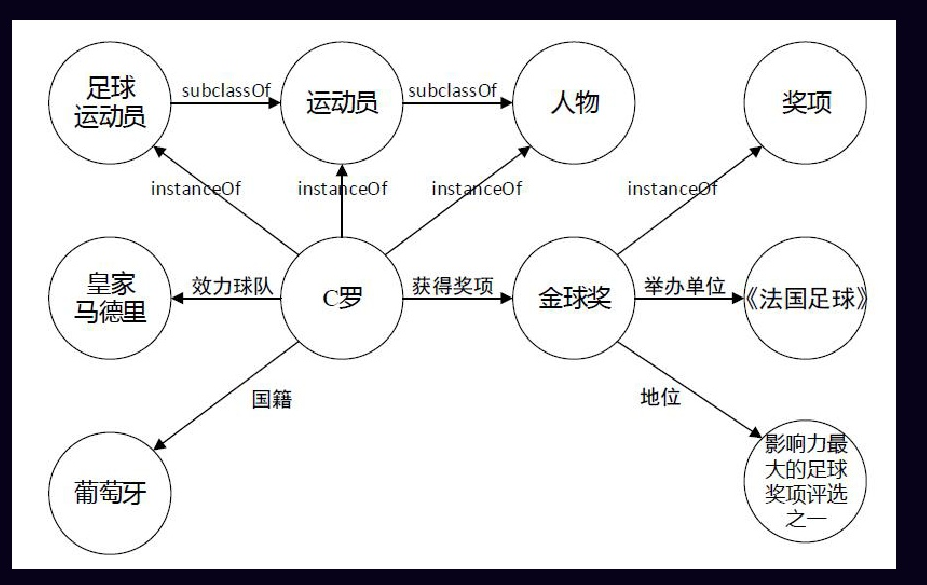 足球
运动员
subclassOf
运动员
subclassOf
人物
奖项
instanceOf
instanceOf
instanceOf
instanceOf
皇家
马德里
效力球队
C罗
获得奖项
金球奖
举办单位
《法国足球》
国籍
地位
葡萄牙
影响力最
大的足球
奖项评选
之一